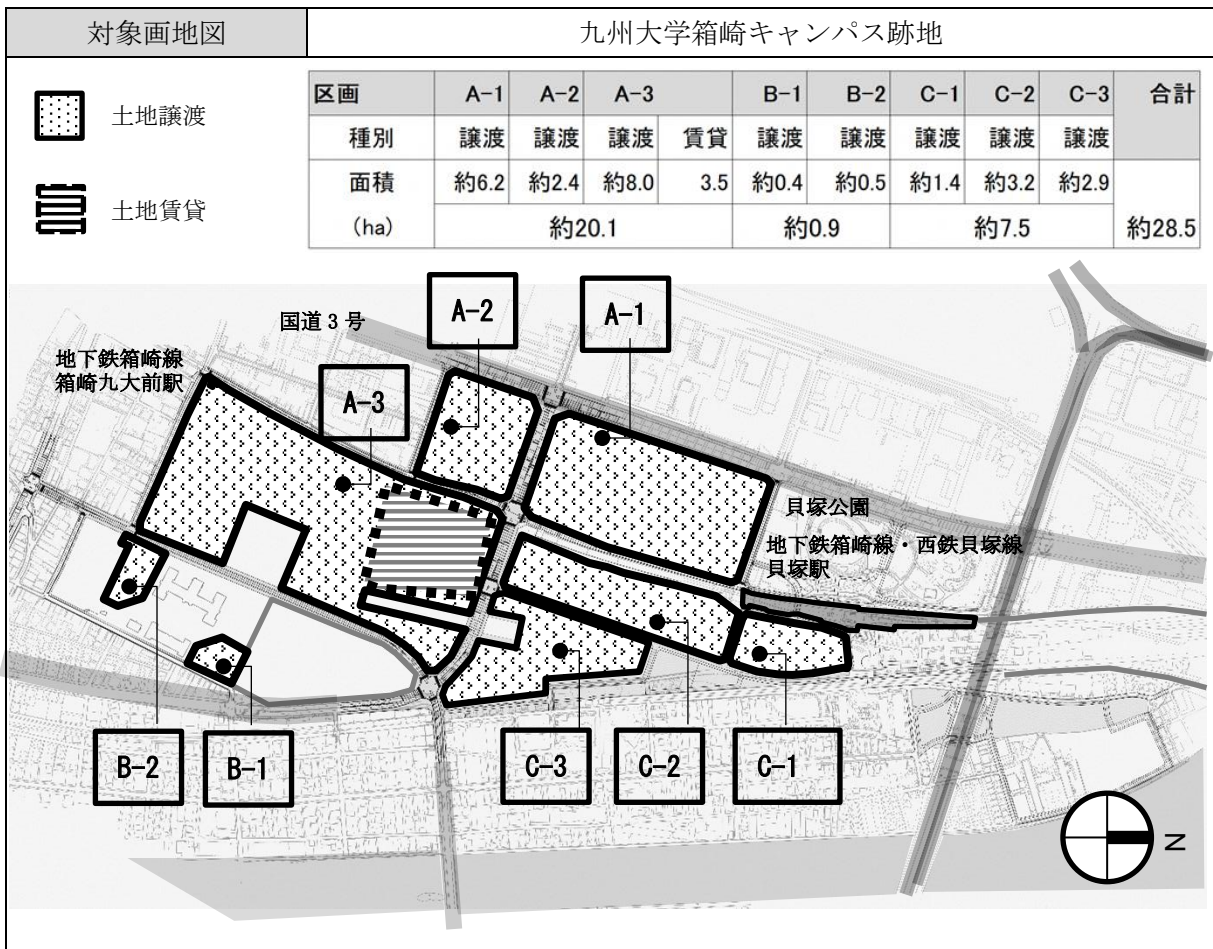 対象画地図 九州大学箱崎キャンパス跡地
土地譲渡
土地賃貸
区画 A-1 A-2 A-3 B-1 B-2 C-1 C-2 C-3 合計
種別 譲渡 譲渡 譲渡 賃貸 譲渡 譲渡 譲渡 譲渡 譲渡
面積 約6.2 約2.4 約8.0 3.5 約0.4 約0.5 約1.4 約3.2 約2.9
(ha) 約20.1 約0.9 約7.5 約28.5
A-2
A-1
国道3号
地下鉄箱崎線
箱崎九大前駅
A-3
貝塚公園
地下鉄箱崎線・西鉄貝塚線
貝塚駅
B-2
B-1
C-3
C-2
C-1
N